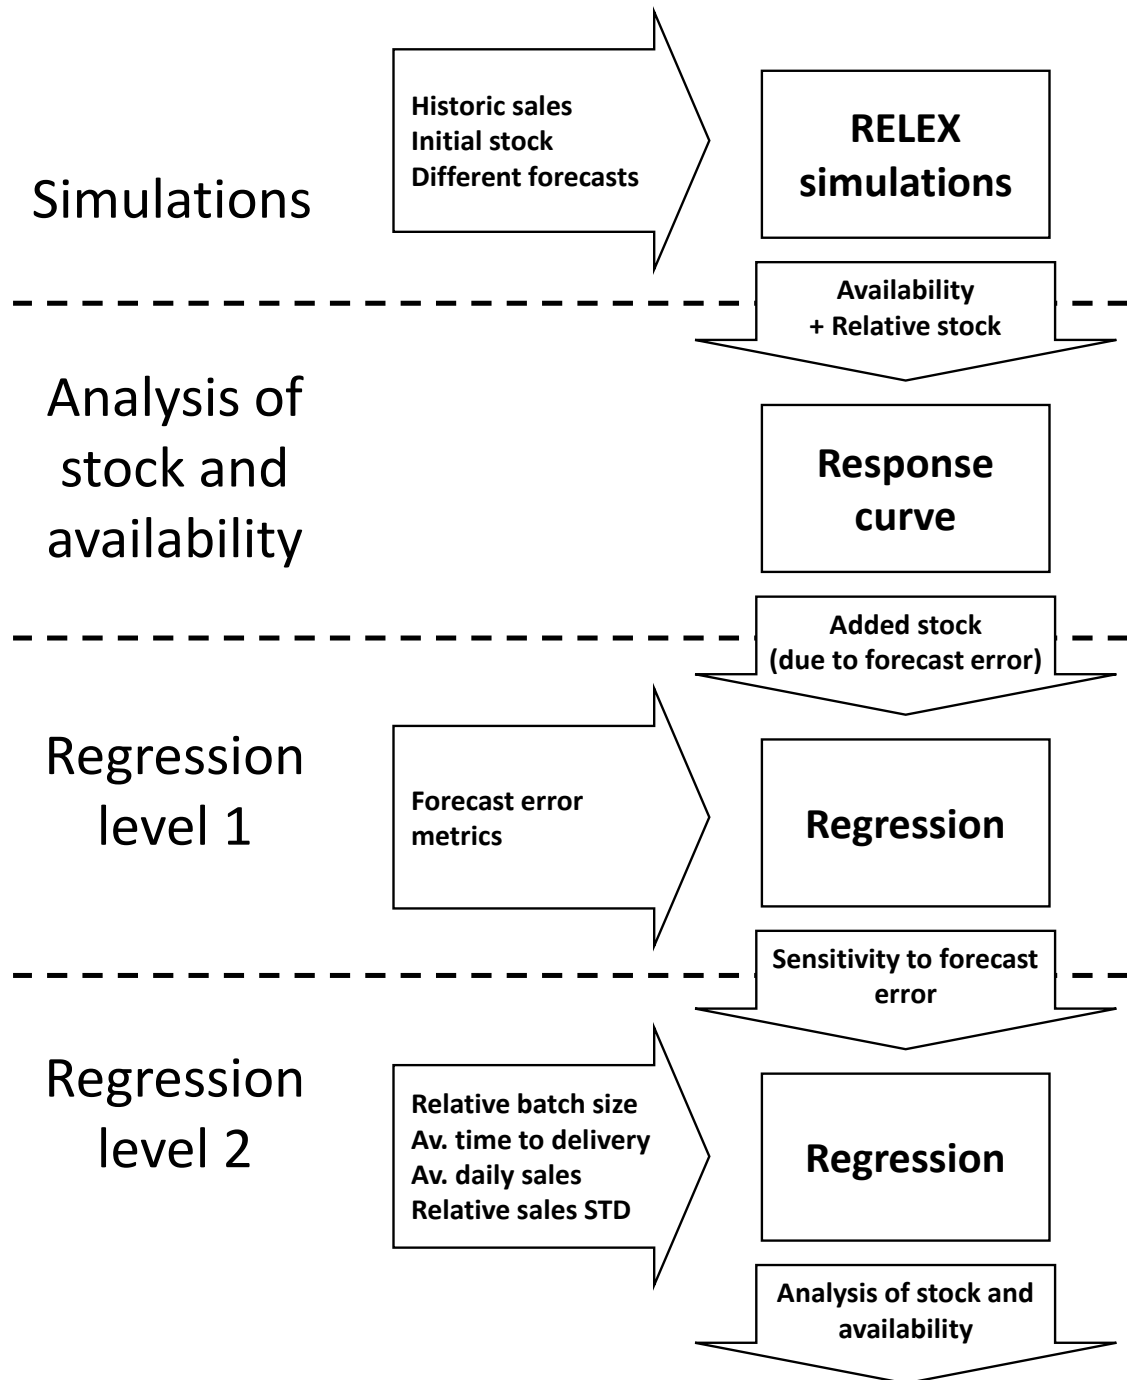 Simulations
Historic sales
Initial stock
Different forecasts
RELEX
simulations
Availability
+ Relative stock
Analysis of
stock and
availability
Response
curve
Added stock
(due to forecast error)
Regression
level 1
Forecast error
metrics
Regression
Sensitivity to forecast
error
Regression
level 2
Relative batch size
Av. time to delivery
Av. daily sales
Relative sales STD
Regression
Analysis of stock and
availability